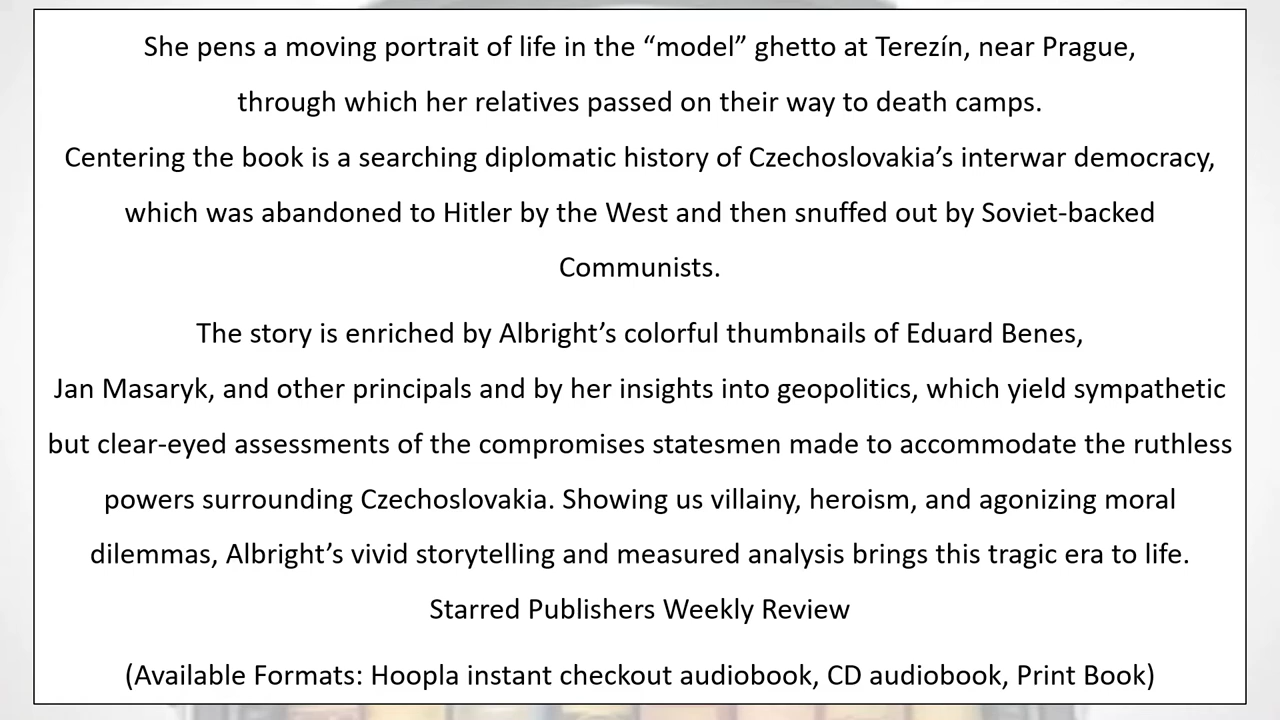 She pens a moving portrait of life in the “model” ghetto at Terezín, near Prague,
through which her relatives passed on their way to death camps.
Centering the book is a searching diplomatic history of Czechoslovakia’s interwar democracy,
which was abandoned to Hitler by the West and then snuffed out by Soviet-backed
Communists.
The story is enriched by Albright’s colorful thumbnails of Eduard Benes,
Jan Masaryk, and other principals and by her insights into geopolitics, which yield sympathetic
but clear-eyed assessments of the compromises statesmen made to accommodate the ruthless
powers surrounding Czechoslovakia. Showing us villainy, heroism, and agonizing moral
dilemmas, Albright’s vivid storytelling and measured analysis brings this tragic era to life.
Starred Publishers Weekly Review
(Available Formats: Hoopla instant checkout audiobook, CD audiobook, Print Book)